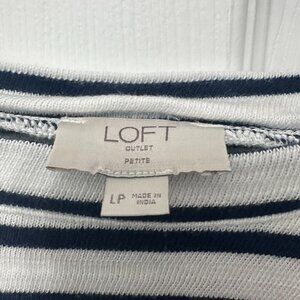 LOFT
OUTLET
PETITE
LP MADE IN
INDIA